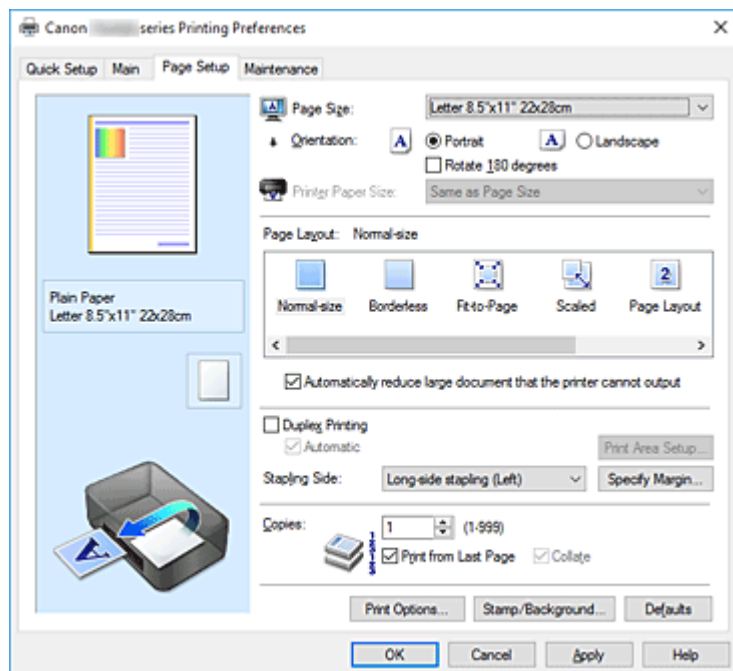 Canon series Printing Preferences
Quick Setup Main Page Setup Maintenance
Page Size: Letter 8.5"x11" 22x28cm
Orientation: A Portrait A Landscape
Rotate 180 degrees
Printer Paper Size: Same as Page Size
Page Layout: Normal-size
2
Normal-size Borderless Fit-to-Page Scaled Page Layout
Plain Paper
Letter 8.5"x11" 22x28cm
Automatically reduce large document that the printer cannot output
Duplex Printing
Automatic Print Area Setup...
Stapling Side: Long-side stapling (Left) Specify Margin...
Copies: 1 (1-999)
Print from Last Page Collate
A
Print Options... Stamp/Background... Defaults
OK Cancel Apply Help